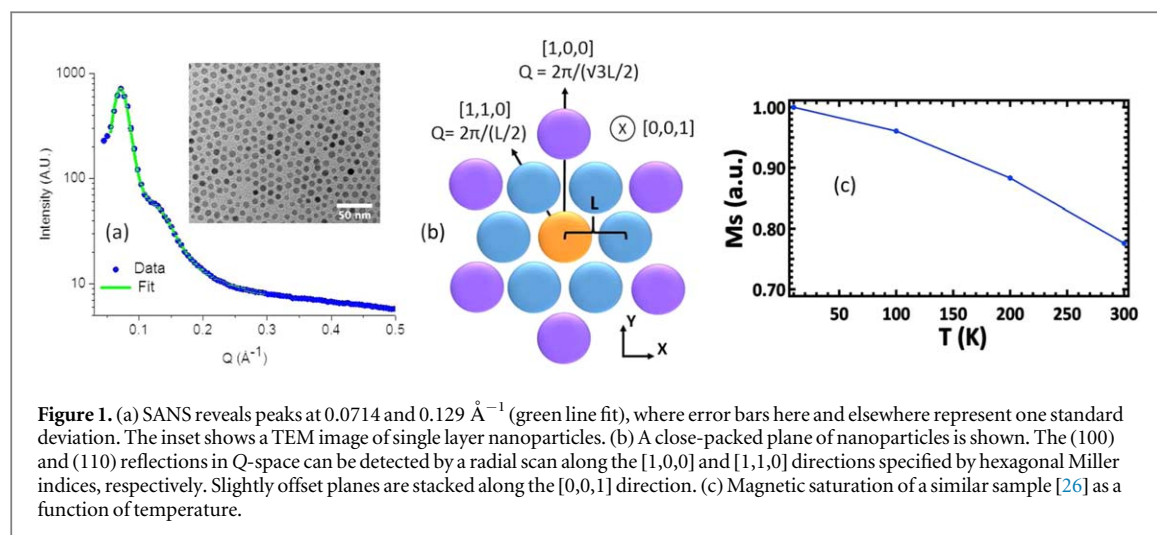 1000
100
10
Intensity (A.U.)
(a)
Data
Fit
50 nm
0.1 0.2 0.3 0.4 0.5
Q (Å-1)
[1,0,0]
Q = 2π/(√3L/2)
[1,1,0]
Q= 2π/(L/2)
X [0,0,1]
L
(b)
Y
X
1.00
0.90
0.80
0.70
Ms (a.u.)
(c)
50 100 150 200 250 300
T (K)
Figure 1. (a) SANS reveals peaks at 0.0714 and 0.129 Å−1 (green line fit), where error bars here and elsewhere represent one standard
deviation. The inset shows a TEM image of single layer nanoparticles. (b) A close-packed plane of nanoparticles is shown. The (100)
and (110) reflections in Q-space can be detected by a radial scan along the [1,0,0] and [1,1,0] directions specified by hexagonal Miller
indices, respectively. Slightly offset planes are stacked along the [0,0,1] direction. (c) Magnetic saturation of a similar sample [26] as a
function of temperature.